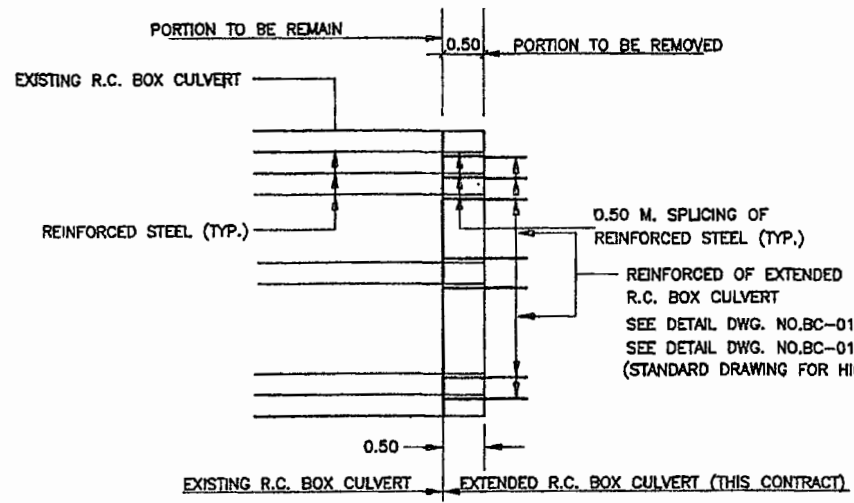 PORTION TO BE REMAIN
0.50
PORTION TO BE REMOVED
EXISTING R.C. BOX CULVERT
REINFORCED STEEL (TYP.)
0.50 M. SPLICING OF
REINFORCED STEEL (TYP.)
REINFORCED OF EXTENDED
R.C. BOX CULVERT
SEE DETAIL DWG. NO.BC-01
SEE DETAIL DWG. NO.BC-01
(STANDARD DRAWING FOR HI
0.50
EXISTING R.C. BOX CULVERT
EXTENDED R.C. BOX CULVERT (THIS CONTRACT)